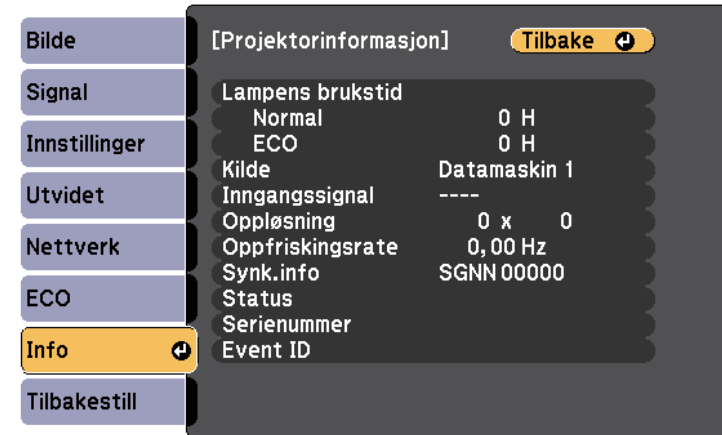 Bilde
Signal
Innstillinger
Utvidet
Nettverk
ECO
Info
Tilbakestill
[Projektorinformasjon] Tilbake
Lampens brukstid
Normal 0 H
ECO 0 H
Kilde Datamaskin 1
Inngangssignal ----
Oppløsning 0 x 0
Oppfriskingsrate 0,00 Hz
Synk.info SGNN 00000
Status
Serienummer
Event ID